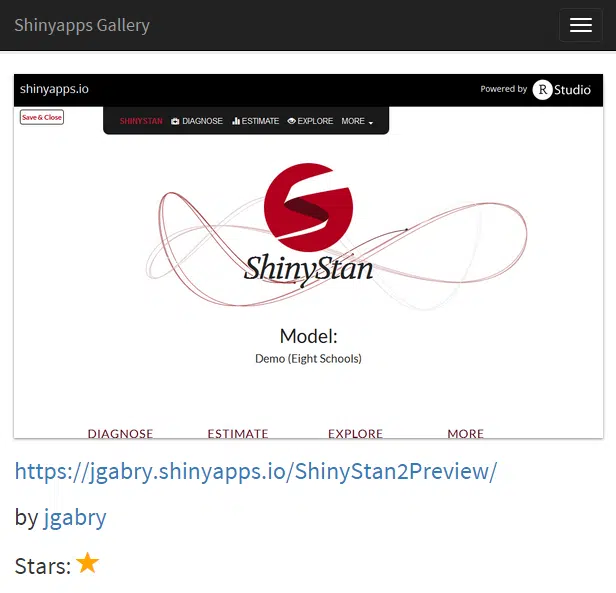 Shinyapps Gallery
shinyapps.io
Powered by R Studio
Save & Close
SHINYSTAN DIAGNOSE ESTIMATE EXPLORE MORE
ShinyStan
Model:
Demo (Eight Schools)
DIAGNOSE ESTIMATE EXPLORE MORE
https://jgabry.shinyapps.io/ShinyStan2Preview/
by jgabry
Stars: